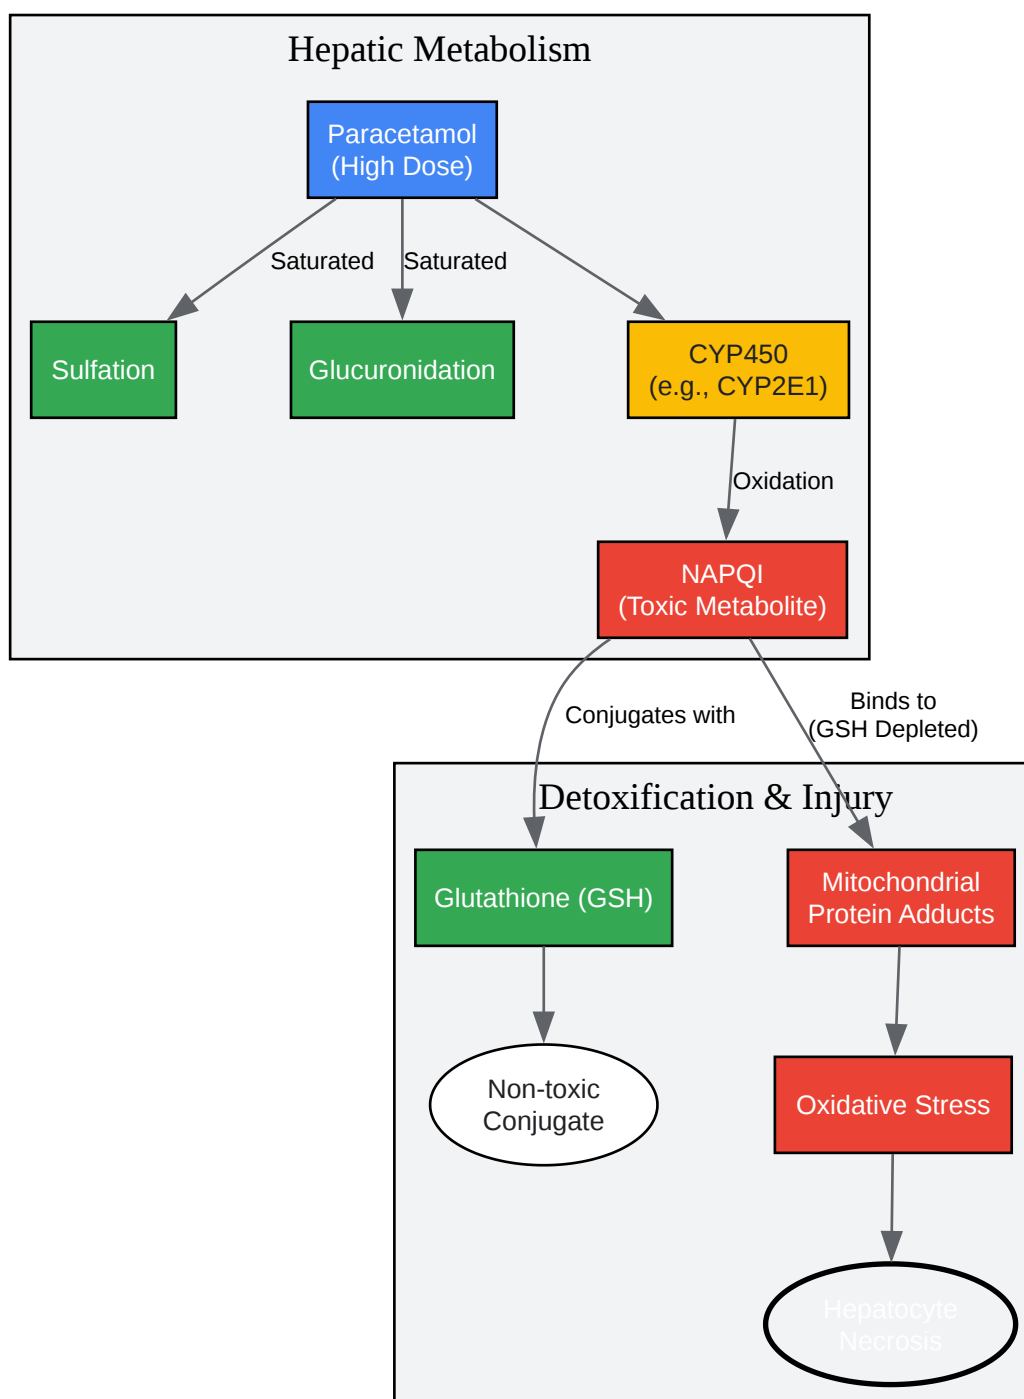 Hepatic Metabolism
Paracetamol
(High Dose)
Saturated
Saturated
Sulfation
Glucuronidation
CYP450
(e.g., CYP2E1)
Oxidation
NAPQI
(Toxic Metabolite)
Conjugates with
Binds to
(GSH Depleted)
Detoxification & Injury
Glutathione (GSH)
Mitochondrial
Protein Adducts
Non-toxic
Conjugate
Oxidative Stress
Hepatocyte
Necrosis